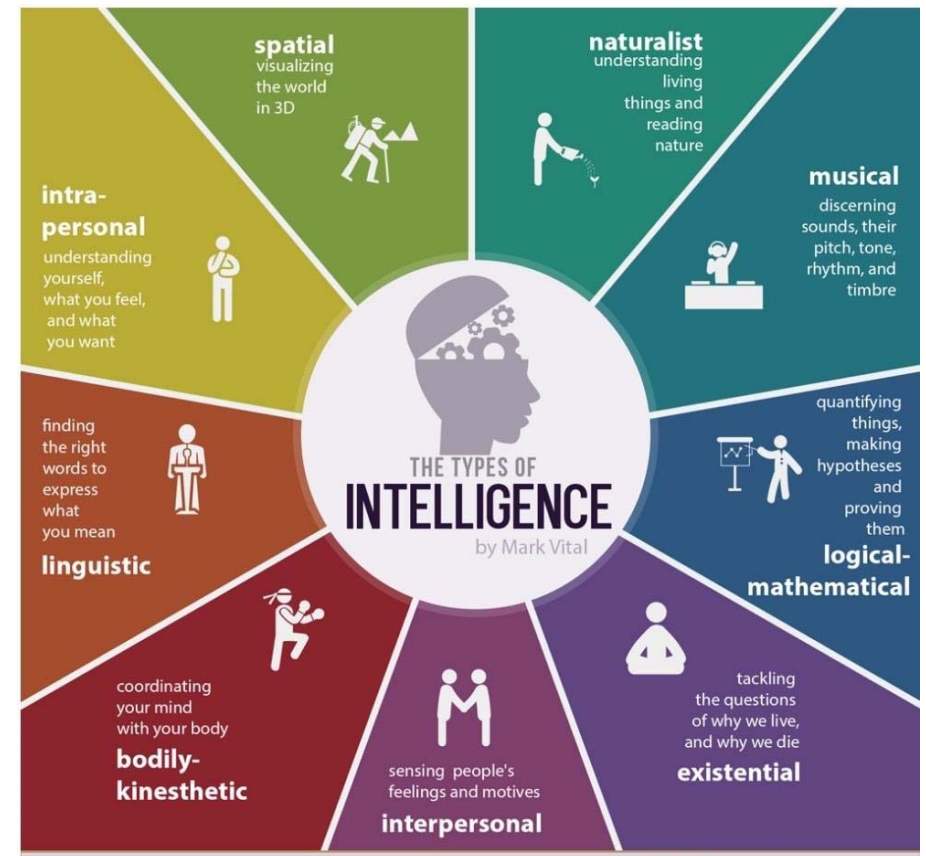 spatial
visualizing
the world
in 3D
naturalist
understanding
living
things and
reading
nature
musical
discerning
sounds, their
pitch, tone,
rhythm, and
timbre
quantifying
things,
making
hypotheses
and
proving
them
logical-
mathematical
tackling
the questions
of why we live,
and why we die
existential
sensing people's
feelings and motives
interpersonal
coordinating
your mind
with your body
bodily-
kinesthetic
finding
the right
words to
express
what
you mean
linguistic
intra-
personal
understanding
yourself,
what you feel,
and what
you want
THE TYPES OF
INTELLIGENCE
by Mark Vital